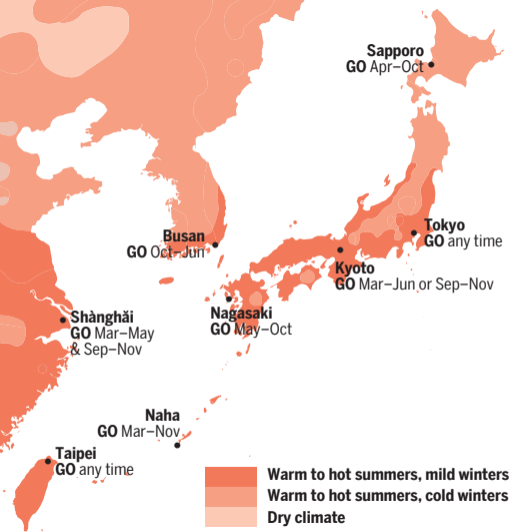 Sapporo
GO Apr–Oct
Tokyo
GO any time
Busan
GO Oct–Jun
Kyoto
GO Mar–Jun or Sep–Nov
Nagasaki
GO May–Oct
Shànghǎi
GO Mar–May
& Sep–Nov
Naha
GO Mar–Nov
Taipei
GO any time
Warm to hot summers, mild winters
Warm to hot summers, cold winters
Dry climate